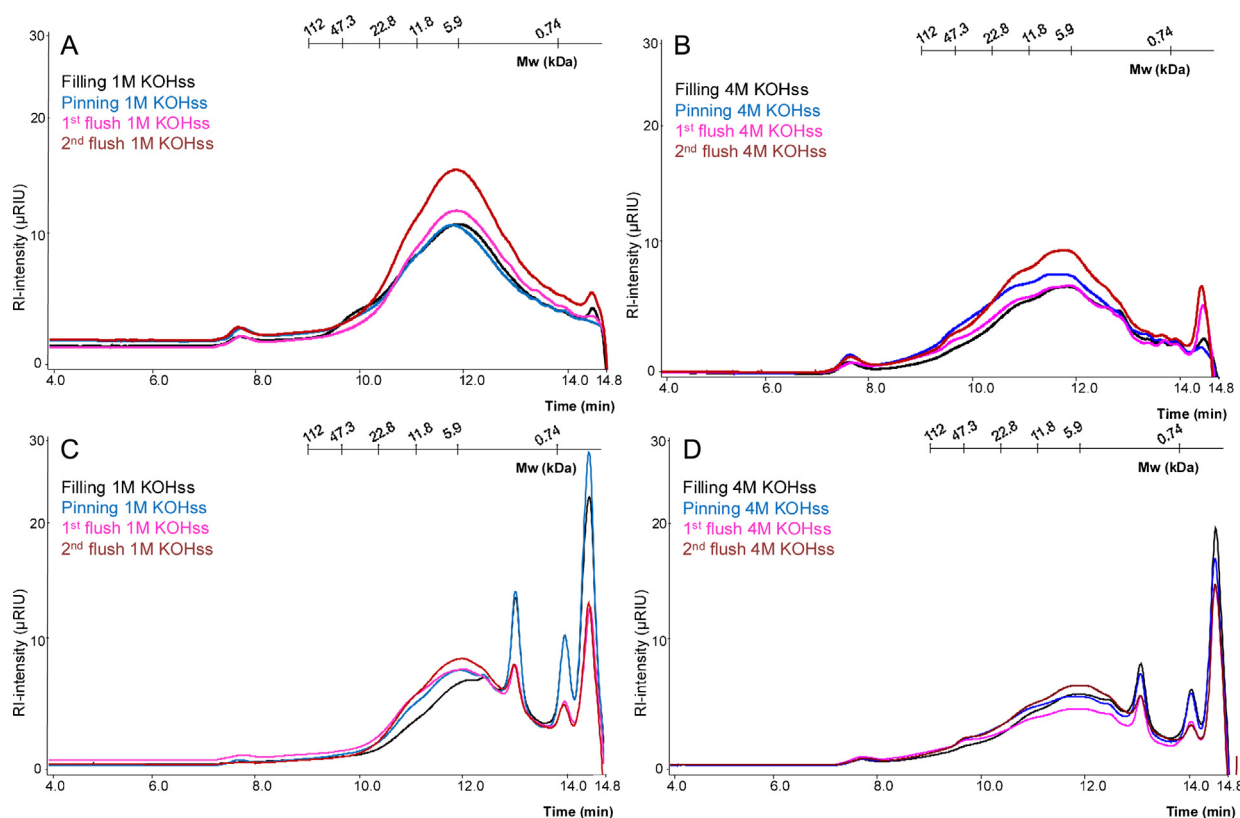 A
112 47.3 22.8 11.8 5.9 0.74
Mw (kDa)
Filling 1M KOHss
Pinning 1M KOHss
1st flush 1M KOHss
2nd flush 1M KOHss
RI-intensity (µRIU)
30
20
10
0
4.0 6.0 8.0 10.0 12.0 14.0 14.8
Time (min)
B
112 47.3 22.8 11.8 5.9 0.74
Mw (kDa)
Filling 4M KOHss
Pinning 4M KOHss
1st flush 4M KOHss
2nd flush 4M KOHss
RI-intensity (µRIU)
30
20
10
0
4.0 6.0 8.0 10.0 12.0 14.0 14.8
Time (min)
C
112 47.3 22.8 11.8 5.9 0.74
Mw (kDa)
Filling 1M KOHss
Pinning 1M KOHss
1st flush 1M KOHss
2nd flush 1M KOHss
RI-intensity (µRIU)
30
20
10
0
4.0 6.0 8.0 10.0 12.0 14.0 14.8
Time (min)
D
112 47.3 22.8 11.8 5.9 0.74
Mw (kDa)
Filling 4M KOHss
Pinning 4M KOHss
1st flush 4M KOHss
2nd flush 4M KOHss
RI-intensity (µRIU)
30
20
10
0
4.0 6.0 8.0 10.0 12.0 14.0 14.8
Time (min)